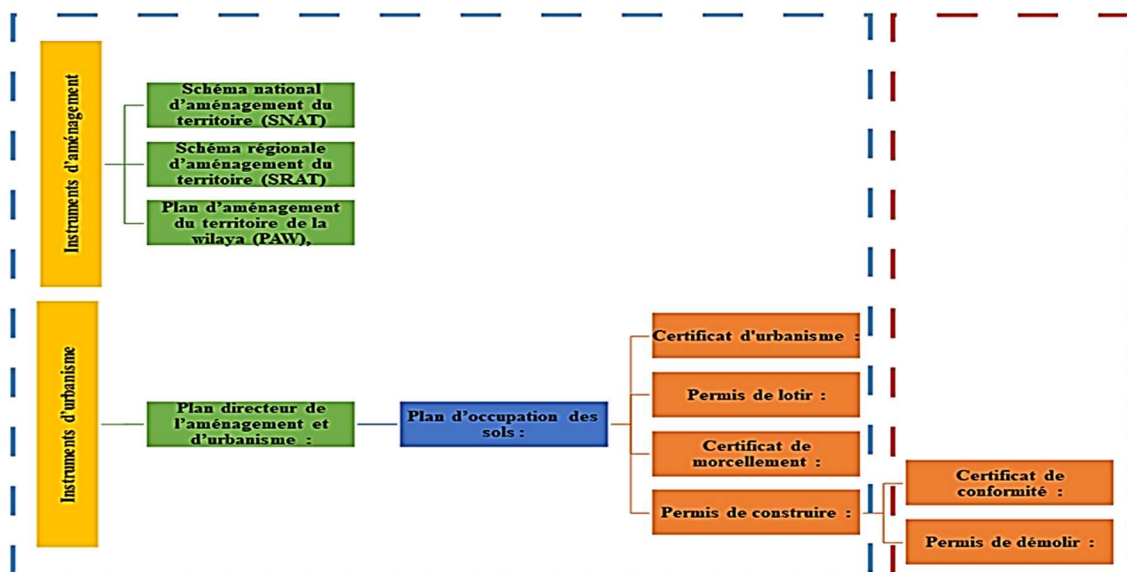 Instruments d'aménagement
Schéma national
d'aménagement du
territoire (SNAT)
Schéma régionale
d'aménagement du
territoire (SRAT)
Plan d'aménagement
du territoire de la
wilaya (PAW),
Instruments d'urbanisme
Plan directeur de
l'aménagement et
d'urbanisme :
Plan d'occupation des
sols :
Certificat d'urbanisme :
Permis de lotir :
Certificat de
morcellement :
Permis de construire :
Certificat de
conformité :
Permis de démolir :